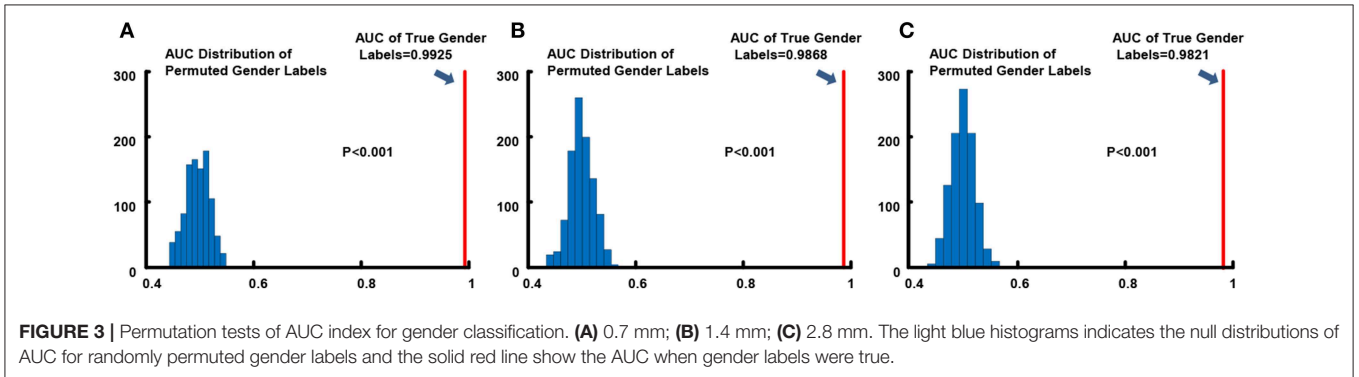 A
AUC Distribution of
Permuted Gender Labels
AUC of True Gender
Labels=0.9925
300
200
100
0
P<0.001
0.4
0.6
0.8
1
B
AUC Distribution of
Permuted Gender Labels
AUC of True Gender
Labels=0.9868
300
200
100
0
P<0.001
0.4
0.6
0.8
1
C
AUC Distribution of
Permuted Gender Labels
AUC of True Gender
Labels=0.9821
300
200
100
0
P<0.001
0.4
0.6
0.8
1
FIGURE 3 | Permutation tests of AUC index for gender classification. (A) 0.7 mm; (B) 1.4 mm; (C) 2.8 mm. The light blue histograms indicates the null distributions of
AUC for randomly permuted gender labels and the solid red line show the AUC when gender labels were true.